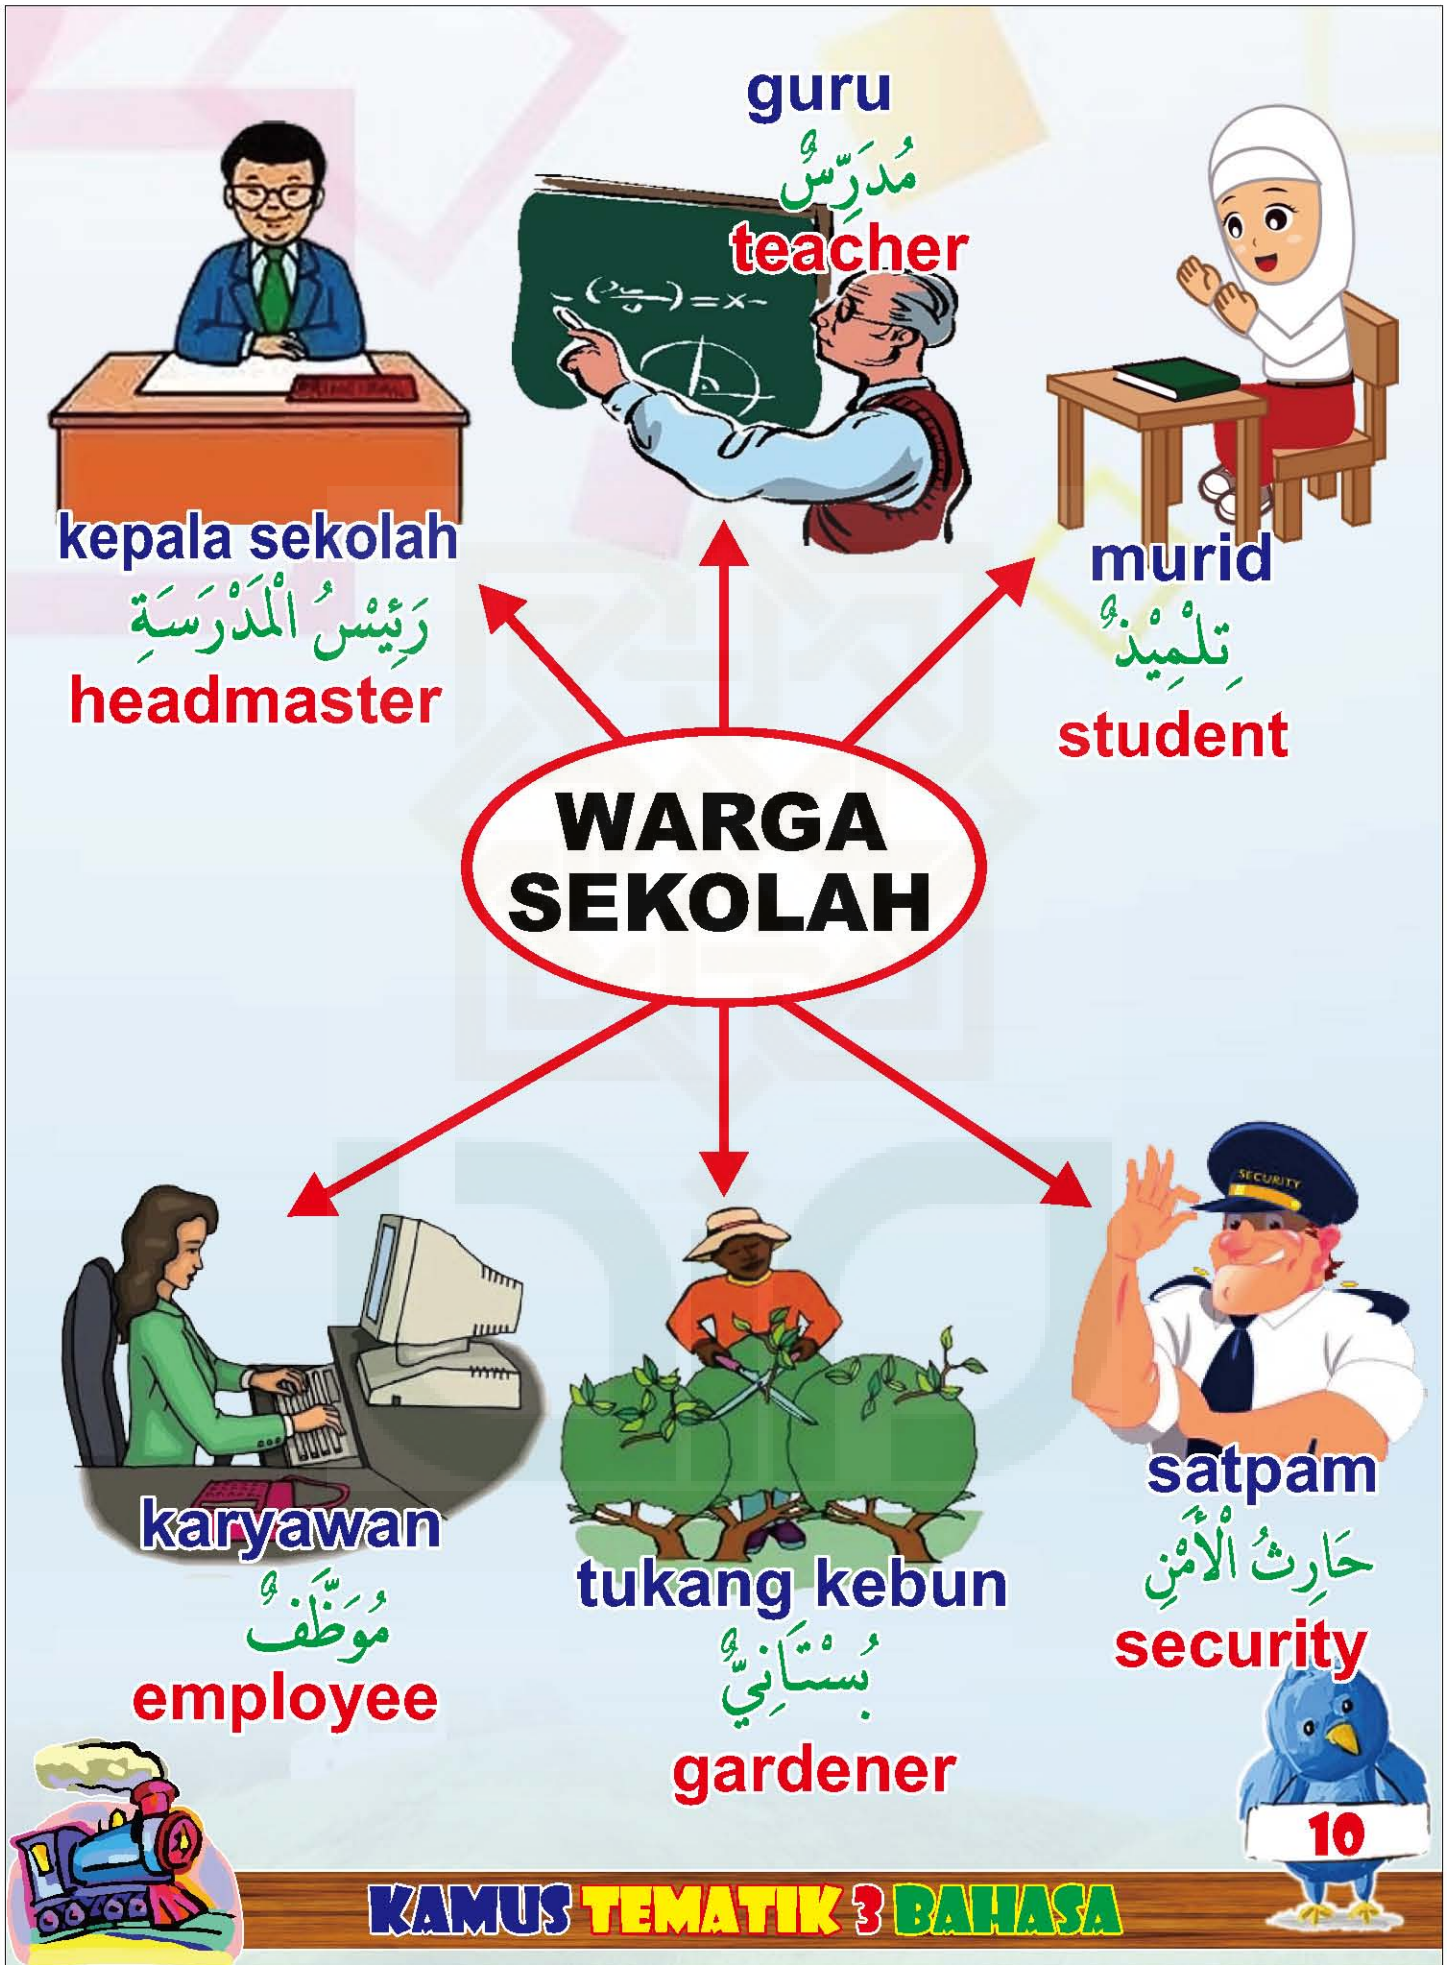 guru
مُدَرِّسٌ
teacher
kepala sekolah
رَئِيْسُ الْمَدْرَسَةِ
headmaster
murid
تِلْمِيْذٌ
student
WARGA
SEKOLAH
karyawan
مُوَظَّفٌ
employee
tukang kebun
بُسْتَانِيٌّ
gardener
SECURITY
satpam
حَارِثُ الْأَمْنِ
security
10
KAMUS TEMATIK 3 BAHASA